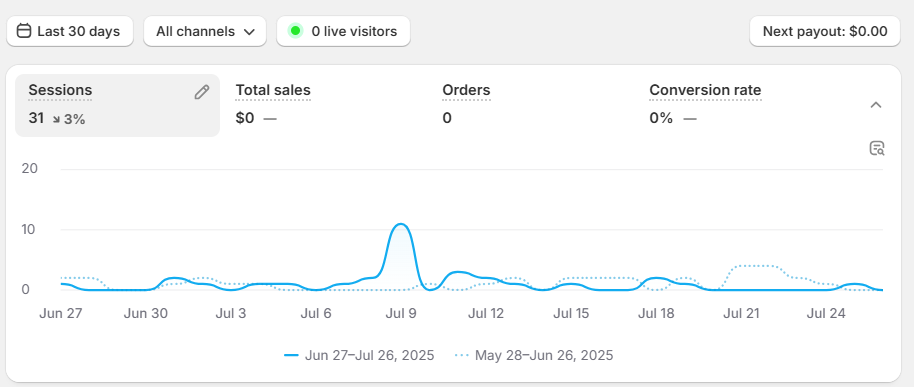 Last 30 days All channels 0 live visitors Next payout: $0.00
Sessions Total sales Orders Conversion rate
31 ↘ 3% $0 — 0 0% —
20
10
0
Jun 27 Jun 30 Jul 3 Jul 6 Jul 9 Jul 12 Jul 15 Jul 18 Jul 21 Jul 24
Jun 27–Jul 26, 2025 May 28–Jun 26, 2025